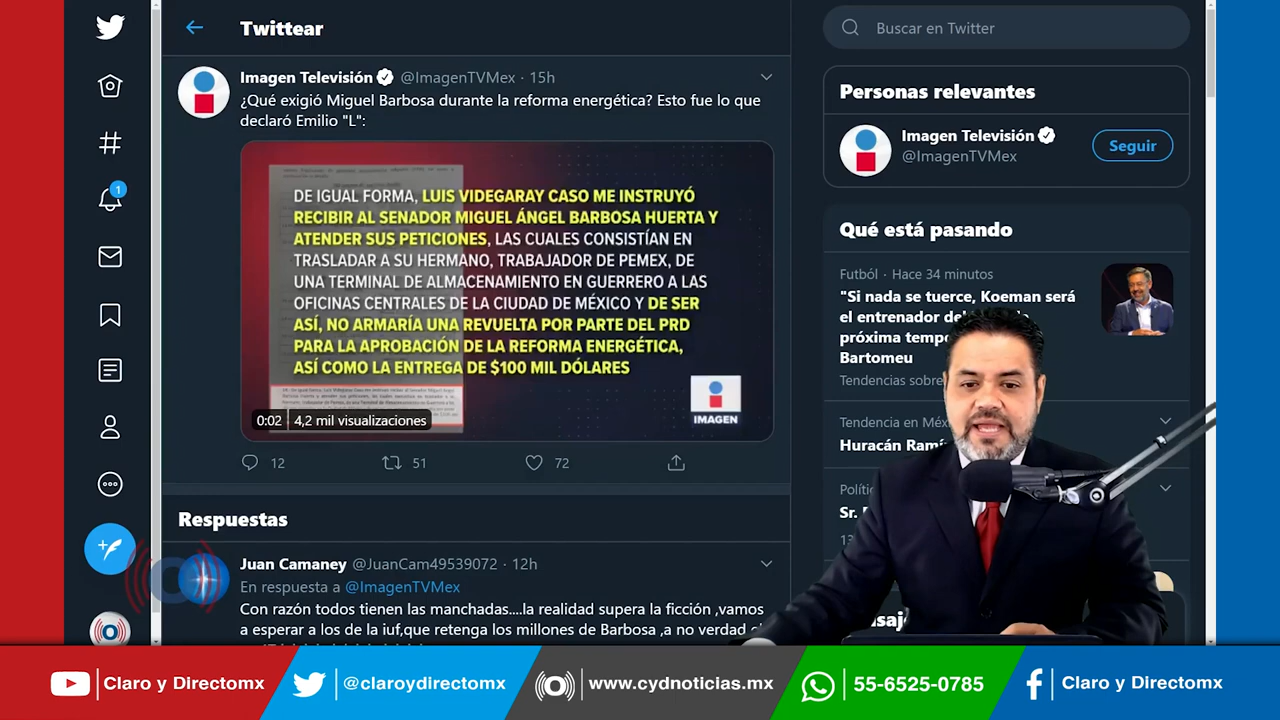 Twittear
Imagen Televisión @ImagenTVMex · 15h
¿Qué exigió Miguel Barbosa durante la reforma energética? Esto fue lo que
declaró Emilio "L":
DE IGUAL FORMA, LUIS VIDEGARAY CASO ME INSTRUYÓ
RECIBIR AL SENADOR MIGUEL ÁNGEL BARBOSA HUERTA Y
ATENDER SUS PETICIONES, LAS CUALES CONSISTÍAN EN
TRASLADAR A SU HERMANO, TRABAJADOR DE PEMEX, DE
UNA TERMINAL DE ALMACENAMIENTO EN GUERRERO A LAS
OFICINAS CENTRALES DE LA CIUDAD DE MÉXICO Y DE SER
ASÍ, NO ARMARÍA UNA REVUELTA POR PARTE DEL PRD
PARA LA APROBACIÓN DE LA REFORMA ENERGÉTICA,
ASÍ COMO LA ENTREGA DE $100 MIL DÓLARES
IMAGEN
0:02 4,2 mil visualizaciones
12 51 72
Respuestas
Juan Camaney @JuanCam49539072 · 12h
En respuesta a @ImagenTVMex
Con razón todos tienen las manchadas....la realidad supera la ficción ,vamos
a esperar a los de la iuf,que retenga los millones de Barbosa ,a no verdad
1
Buscar en Twitter
Personas relevantes
Imagen Televisión
@ImagenTVMex
Seguir
Qué está pasando
Futból · Hace 34 minutos
"Si nada se tuerce, Koeman será
el entrenador del
próxima
Bartomeu
Tendencias
Tendencia en
Huracán
Sr.
13
Claro y Directomx
@claroydirectomx
www.cydnoticias.mx
55-6525-0785
Claro y Directomx